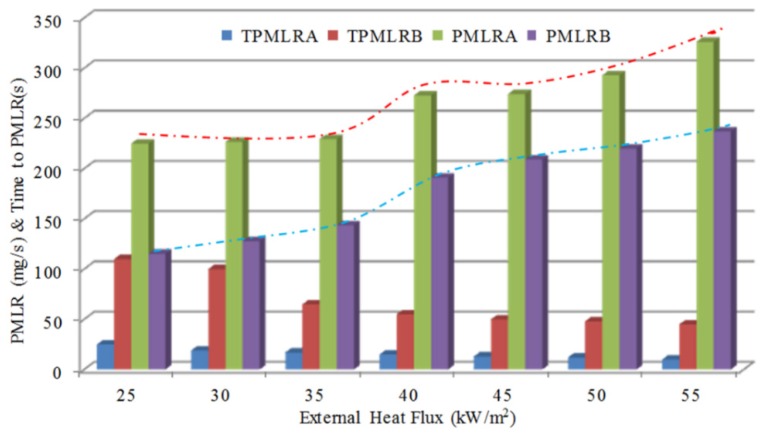 350
300
250
200
150
100
50
0
PMLR (mg/s) & Time to PMLR(s)
TPMLRA TPMLRB PMLRA PMLRB
25 30 35 40 45 50 55
External Heat Flux (kW/m²)